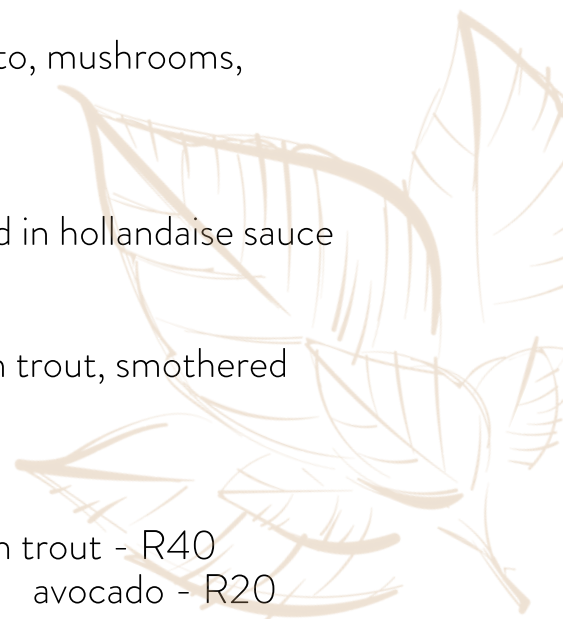 to, mushrooms,
d in hollandaise sauce
trout, smothered
trout - R40
avocado - R20